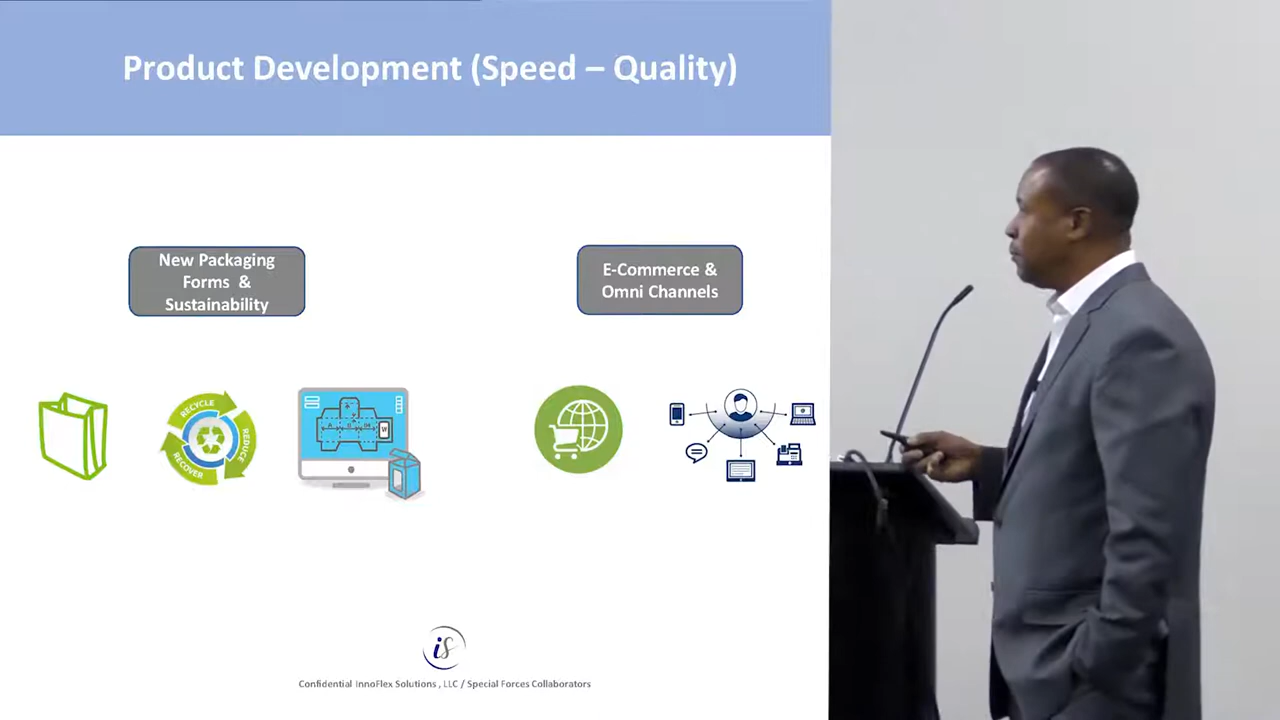 Product Development (Speed – Quality)
New Packaging
Forms &
Sustainability
E-Commerce &
Omni Channels
RECYCLE
REDUCE
RECOVER
iS
Confidential InnoFlex Solutions , LLC / Special Forces Collaborators